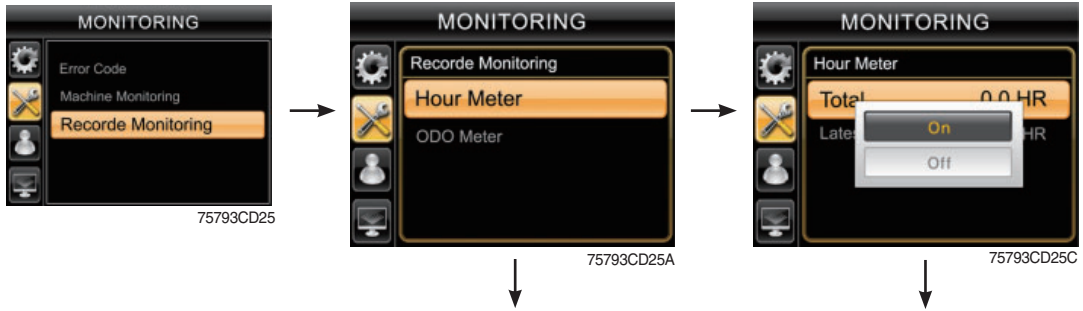 MONITORING
Error Code
Machine Monitoring
Recorde Monitoring
75793CD25
MONITORING
Recorde Monitoring
Hour Meter
ODO Meter
75793CD25A
MONITORING
Hour Meter
Total 0.0 HR
Late HR
On
Off
75793CD25C